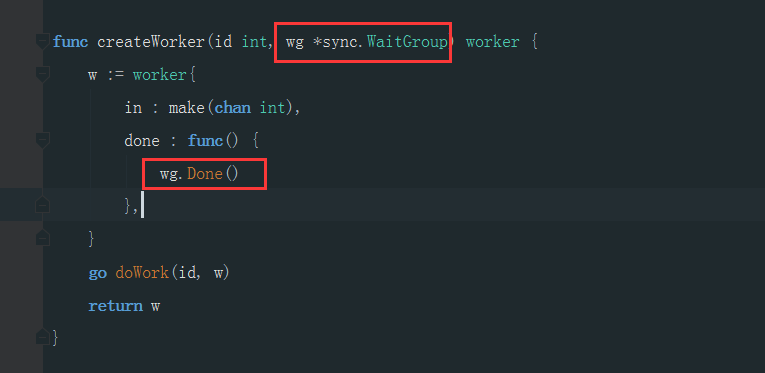 func createWorker(id int, wg *sync.WaitGroup) worker {
w := worker{
in : make(chan int),
done : func() {
wg.Done()
},
}
go doWork(id, w)
return w
}